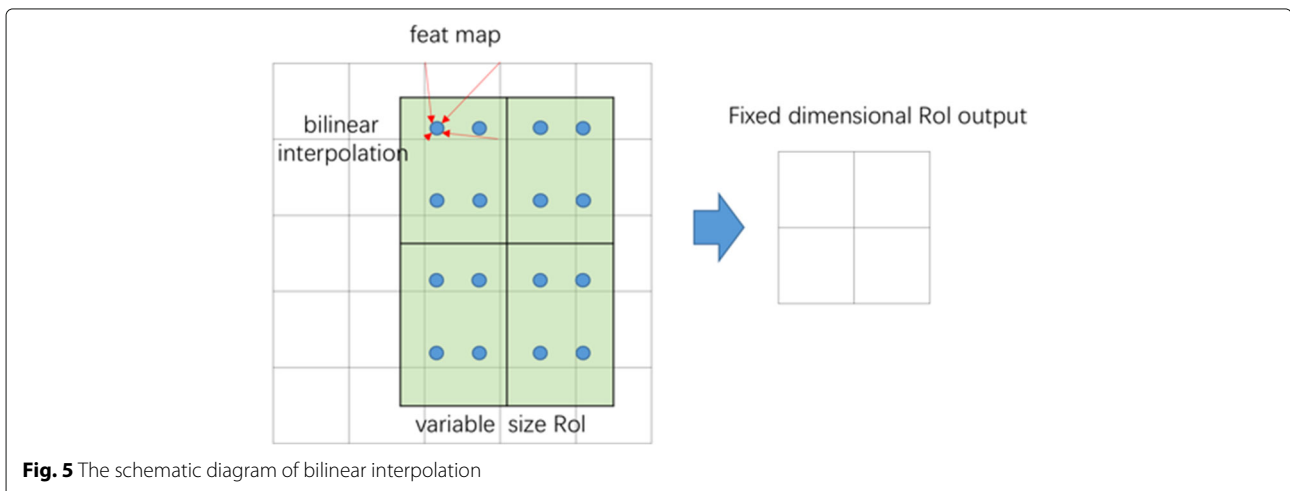 feat map
bilinear
interpolation
Fixed dimensional RoI output
variable size RoI
Fig. 5 The schematic diagram of bilinear interpolation